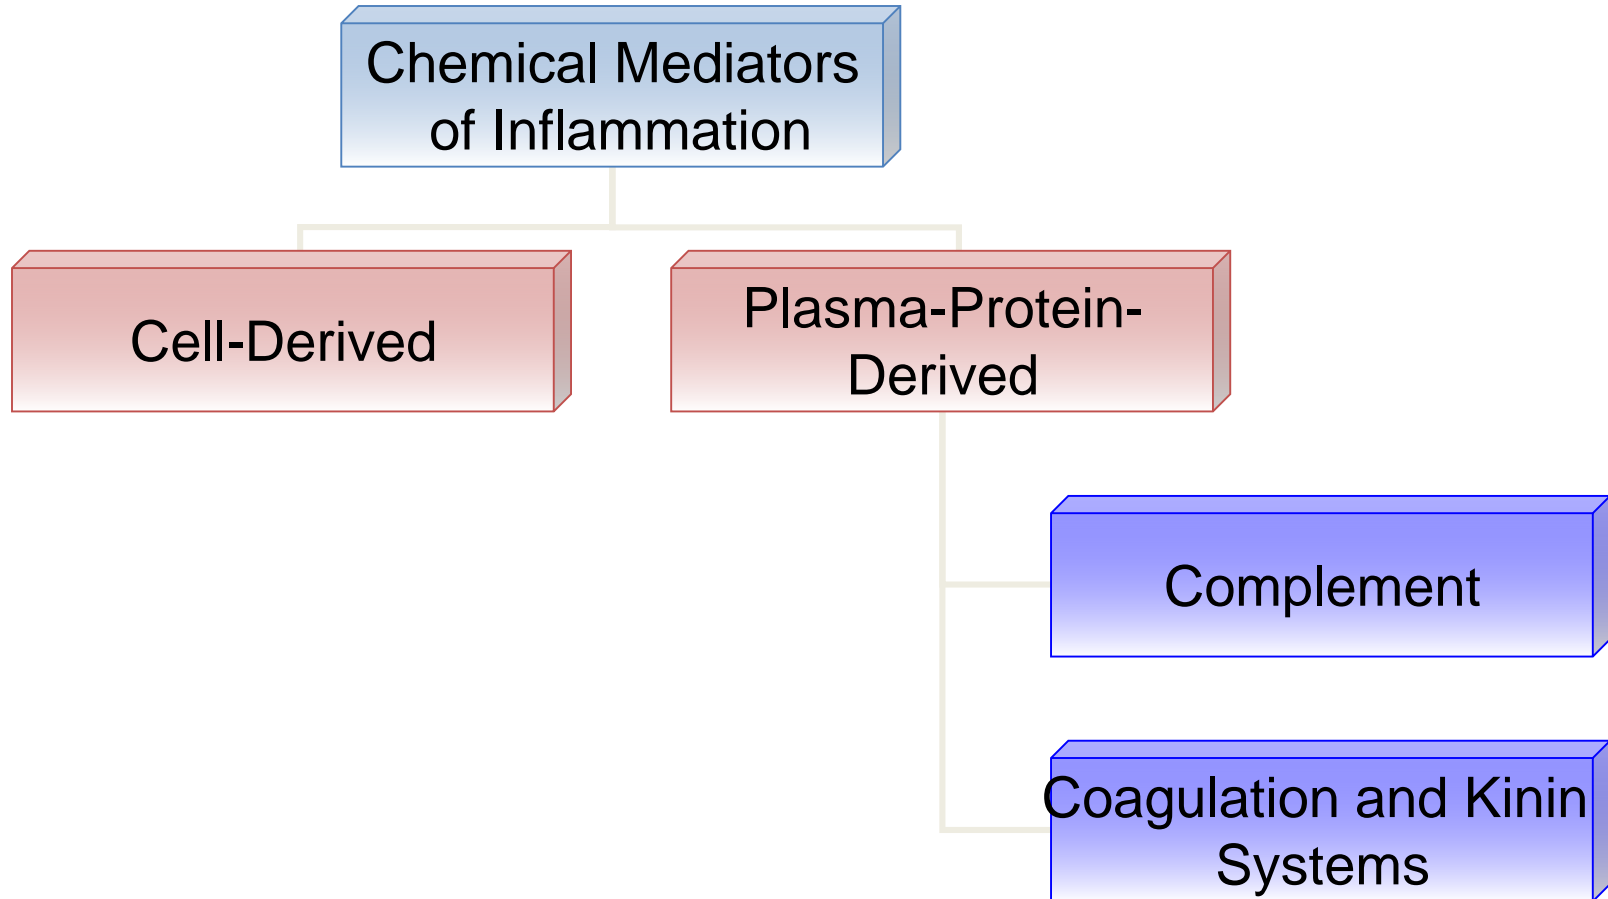 Chemical Mediators
of Inflammation
Cell-Derived
Plasma-Protein-
Derived
Complement
Coagulation and Kinin
Systems